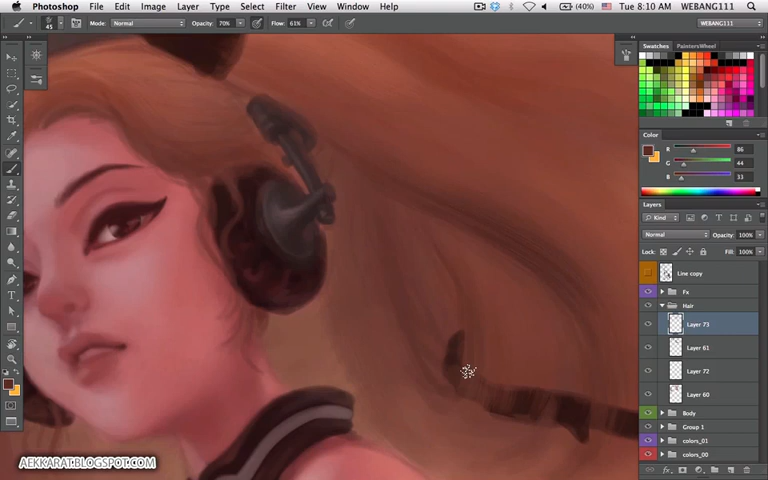 Photoshop File Edit Image Layer Type Select Filter View Window Help (40%) Tue 8:10 AM WEBANG111
45 Mode: Normal Opacity: 70% Flow: 61% WEBANG111
Swatches PaintersWheel
Color
R 86
G 44
B 33
Layers
Kind
Normal Opacity: 100%
Lock: Fill: 100%
Line copy
Fx
Hair
Layer 73
Layer 61
Layer 72
Layer 60
Body
Group 1
colors_01
colors_00
AEKKARAT.BLOGSPOT.COM